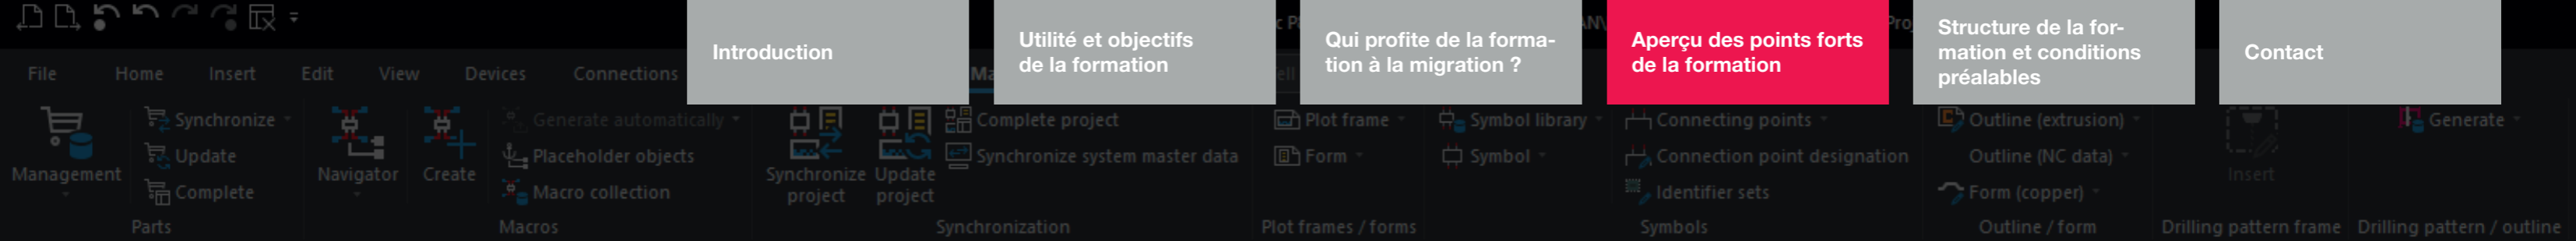 Introduction
Utilité et objectifs
de la formation
Qui profite de la forma-
tion à la migration ?
Aperçu des points forts
de la formation
Structure de la for-
mation et conditions
préalables
Contact
File Home Insert Edit View Devices Connections Ma
Management
Synchronize
Update
Complete
Parts
Navigator
Create
Generate automatically
Placeholder objects
Macro collection
Macros
Synchronize
project
Update
project
Complete project
Synchronize system master data
Synchronization
Plot frame
Form
Plot frames / forms
Symbol library
Symbol
Connecting points
Connection point designation
Identifier sets
Symbols
Outline (extrusion)
Outline (NC data)
Form (copper)
Outline / form
Insert
Drilling pattern frame
Generate
Drilling pattern / outline